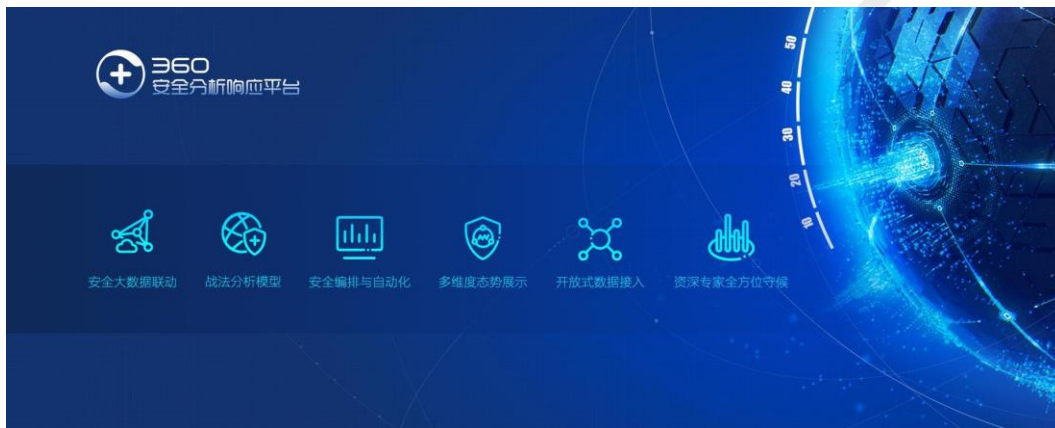 360
安全分析响应平台
50
40
30
20
10
安全大数据联动
战法分析模型
安全编排与自动化
多维度态势展示
开放式数据接入
资深专家全方位守候